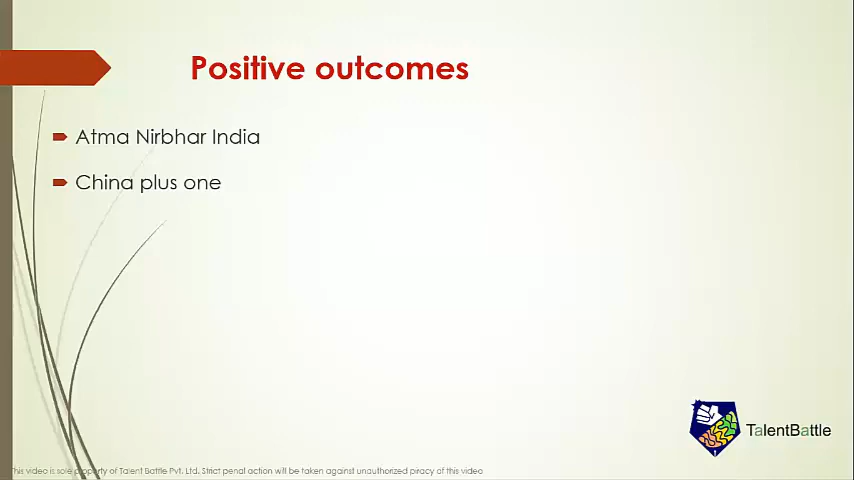 Positive outcomes
Atma Nirbhar India
China plus one
TalentBattle
This video is sole property of Talent Battle Pvt. Ltd. Strict penal action will be taken against unauthorized piracy of this video